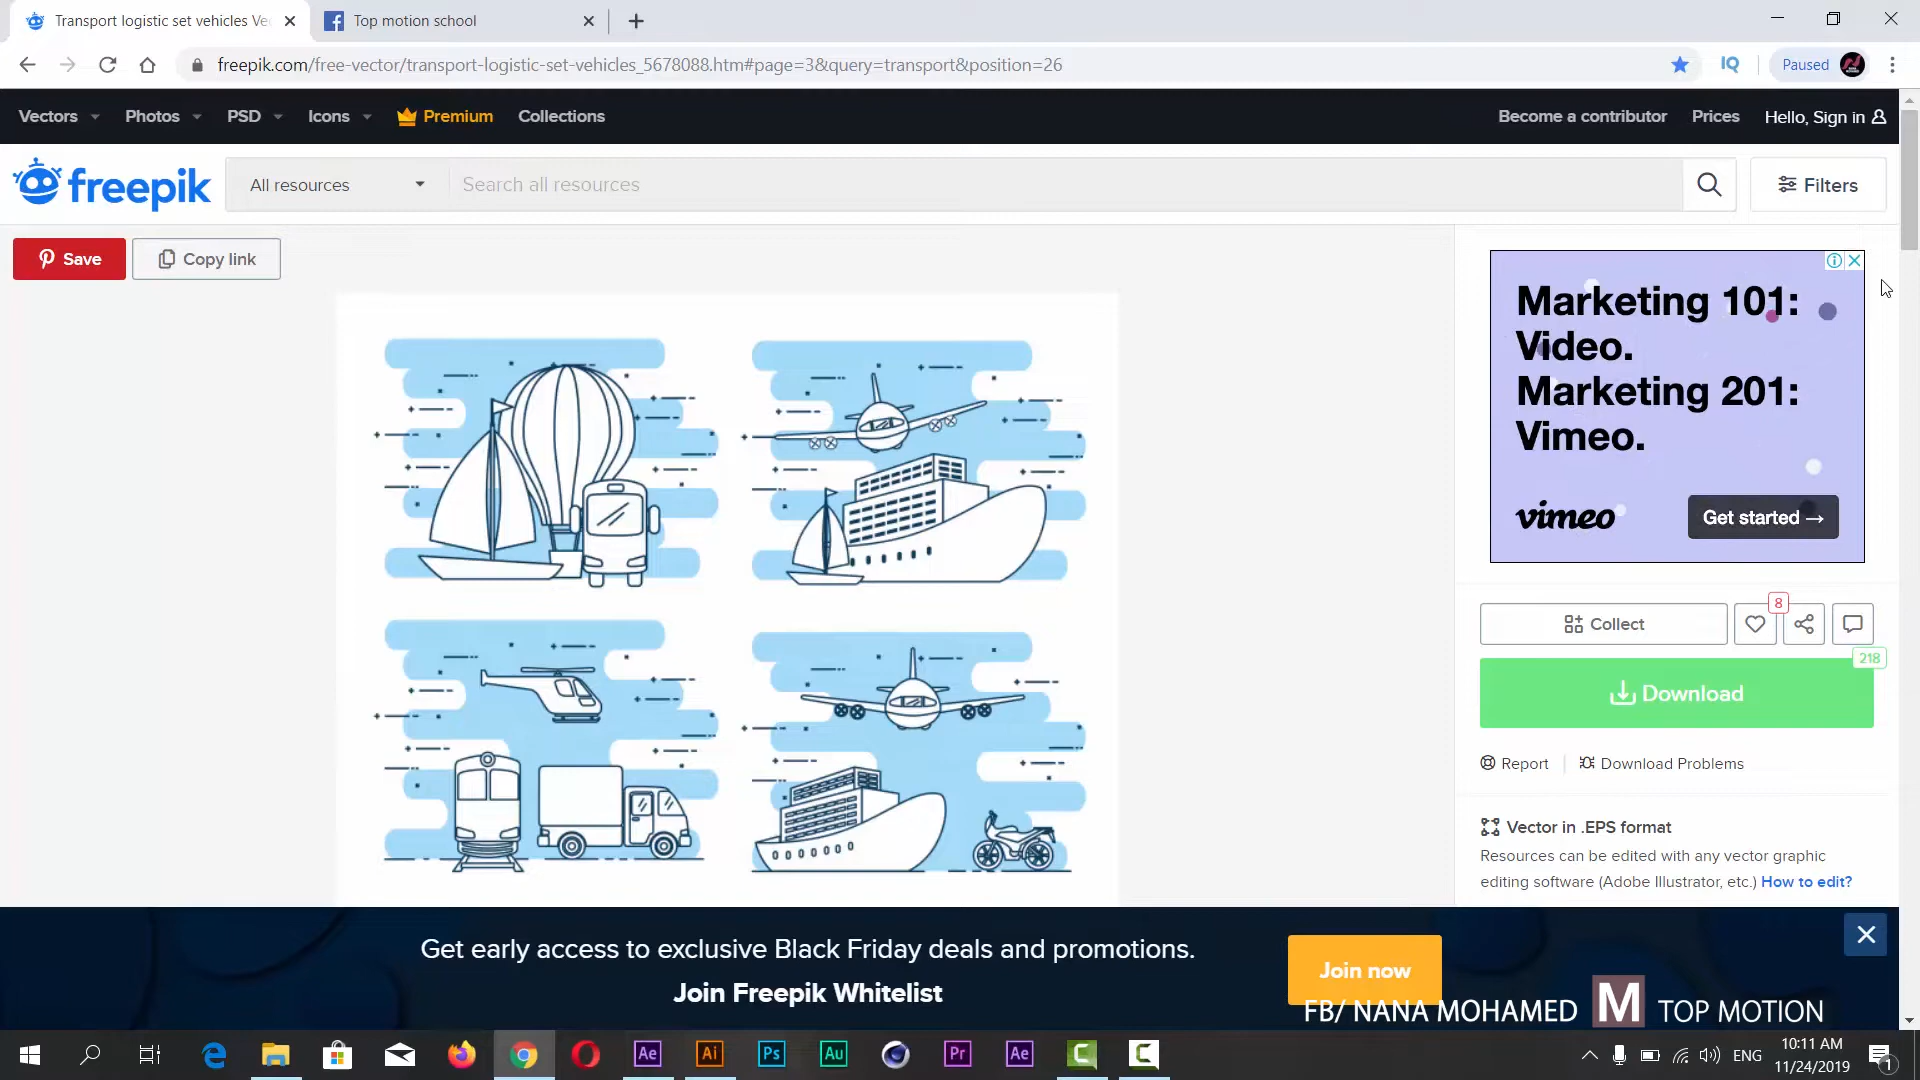 Transport logistic set vehicles Vec
Top motion school
freepik.com/free-vector/transport-logistic-set-vehicles_5678088.htm#page=3&query=transport&position=26
IQ
Paused
Vectors
Photos
PSD
Icons
Premium
Collections
Become a contributor
Prices
Hello, Sign in
freepik
All resources
Search all resources
Filters
Save
Copy link
Marketing 101:
Video.
Marketing 201:
Vimeo.
vimeo
Get started →
8
Collect
218
Download
Report
Download Problems
Vector in .EPS format
Resources can be edited with any vector graphic
editing software (Adobe Illustrator, etc.) How to edit?
Get early access to exclusive Black Friday deals and promotions.
Join Freepik Whitelist
Join now
FB/ NANA MOHAMED M TOP MOTION
Ae
Ai
Ps
Au
Pr
Ae
C
C
ENG
10:11 AM
11/24/2019
1